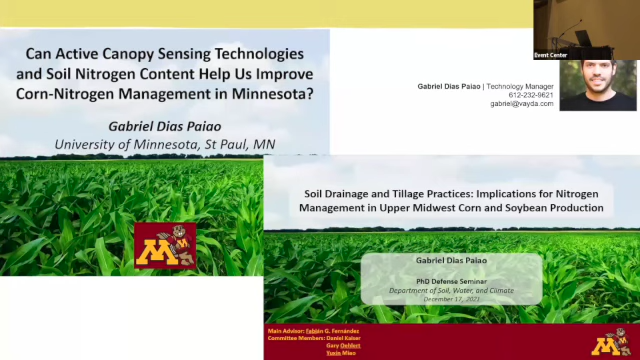 Can Active Canopy Sensing Technologies
and Soil Nitrogen Content Help Us Improve
Corn-Nitrogen Management in Minnesota?
Gabriel Dias Paiao
University of Minnesota, St Paul, MN
Event Center
Gabriel Dias Paiao | Technology Manager
612-232-9621
gabriel@vayda.com
Soil Drainage and Tillage Practices: Implications for Nitrogen
Management in Upper Midwest Corn and Soybean Production
Gabriel Dias Paiao
PhD Defense Seminar
Department of Soil, Water, and Climate
December 17, 2021
Main Advisor: Fabián G. Fernández
Committee Members: Daniel Kaiser
Gary Oehlert
Yuxin Miao